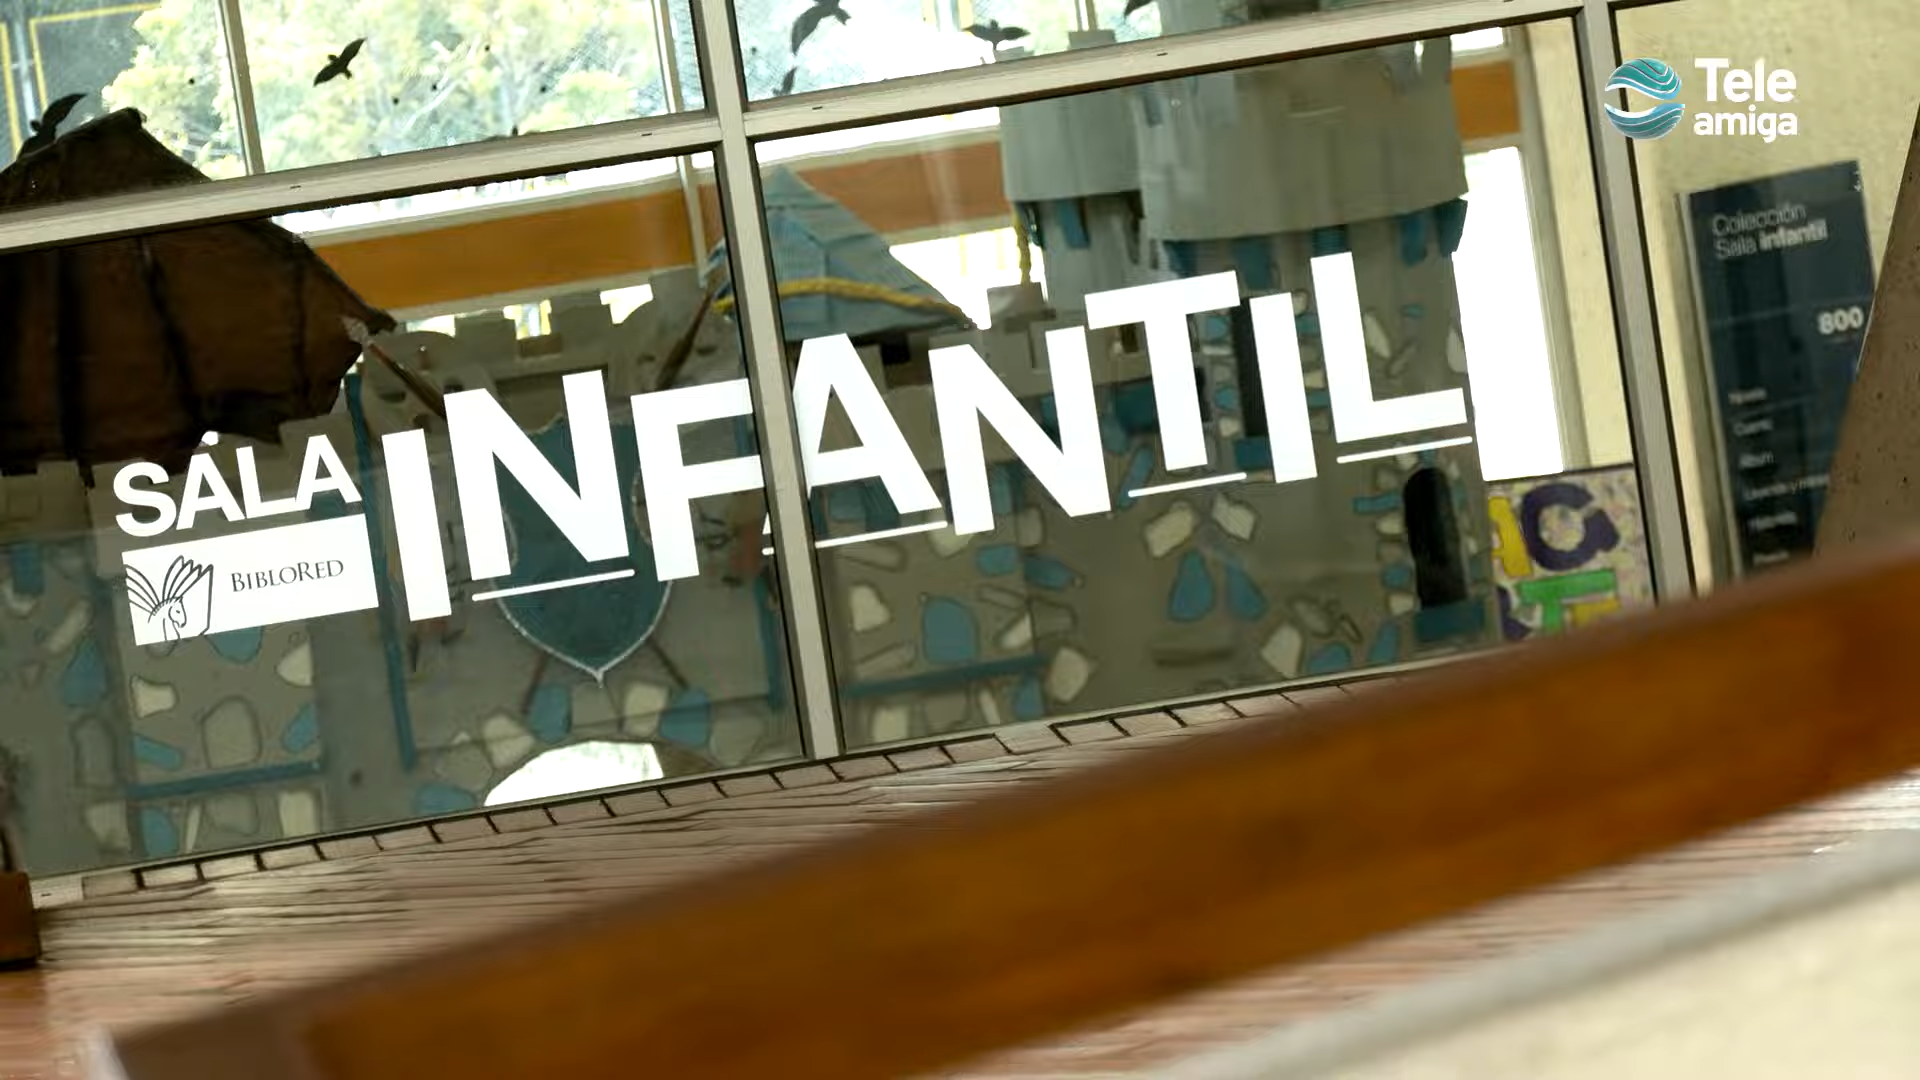 Tele
amiga
Colección
Sala Infantil
800
SALA
INFANTIL
BIBLORED